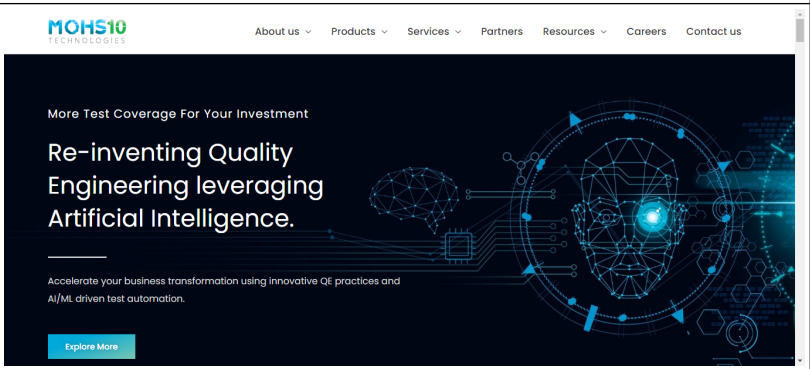 MOHS10
TECHNOLOGIES
About us
Products
Services
Partners
Resources
Careers
Contact us
More Test Coverage For Your Investment
Re-inventing Quality
Engineering leveraging
Artificial Intelligence.
Accelerate your business transformation using innovative QE practices and
AI/ML driven test automation.
Explore More